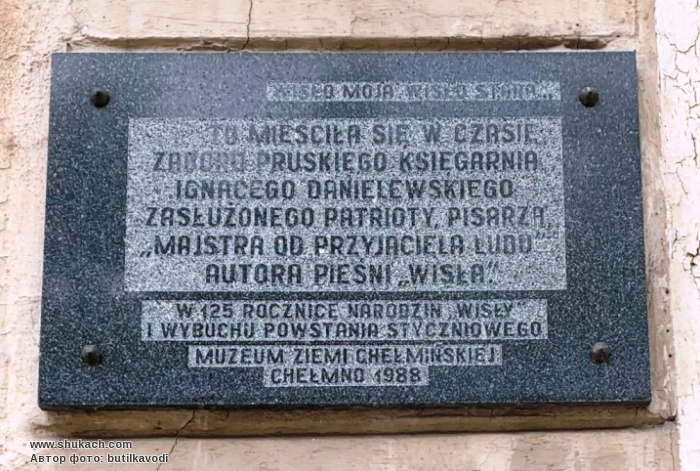 „WISŁO MOJA, WISŁO STARA...
TU MIEŚCIŁA SIĘ W CZASIE
ZABORU PRUSKIEGO KSIĘGARNIA
IGNACEGO DANIELEWSKIEGO
ZASŁUŻONEGO PATRIOTY, PISARZA,
„MAJSTRA OD PRZYJACIELA LUDU”
AUTORA PIEŚNI „WISŁA”.
W 125 ROCZNICĘ NARODZIN „WISŁY”
I WYBUCHU POWSTANIA STYCZNIOWEGO
MUZEUM ZIEMI CHEŁMIŃSKIEJ
CHEŁMNO 1988
www.shukach.com
Автор фото: butilkavodi